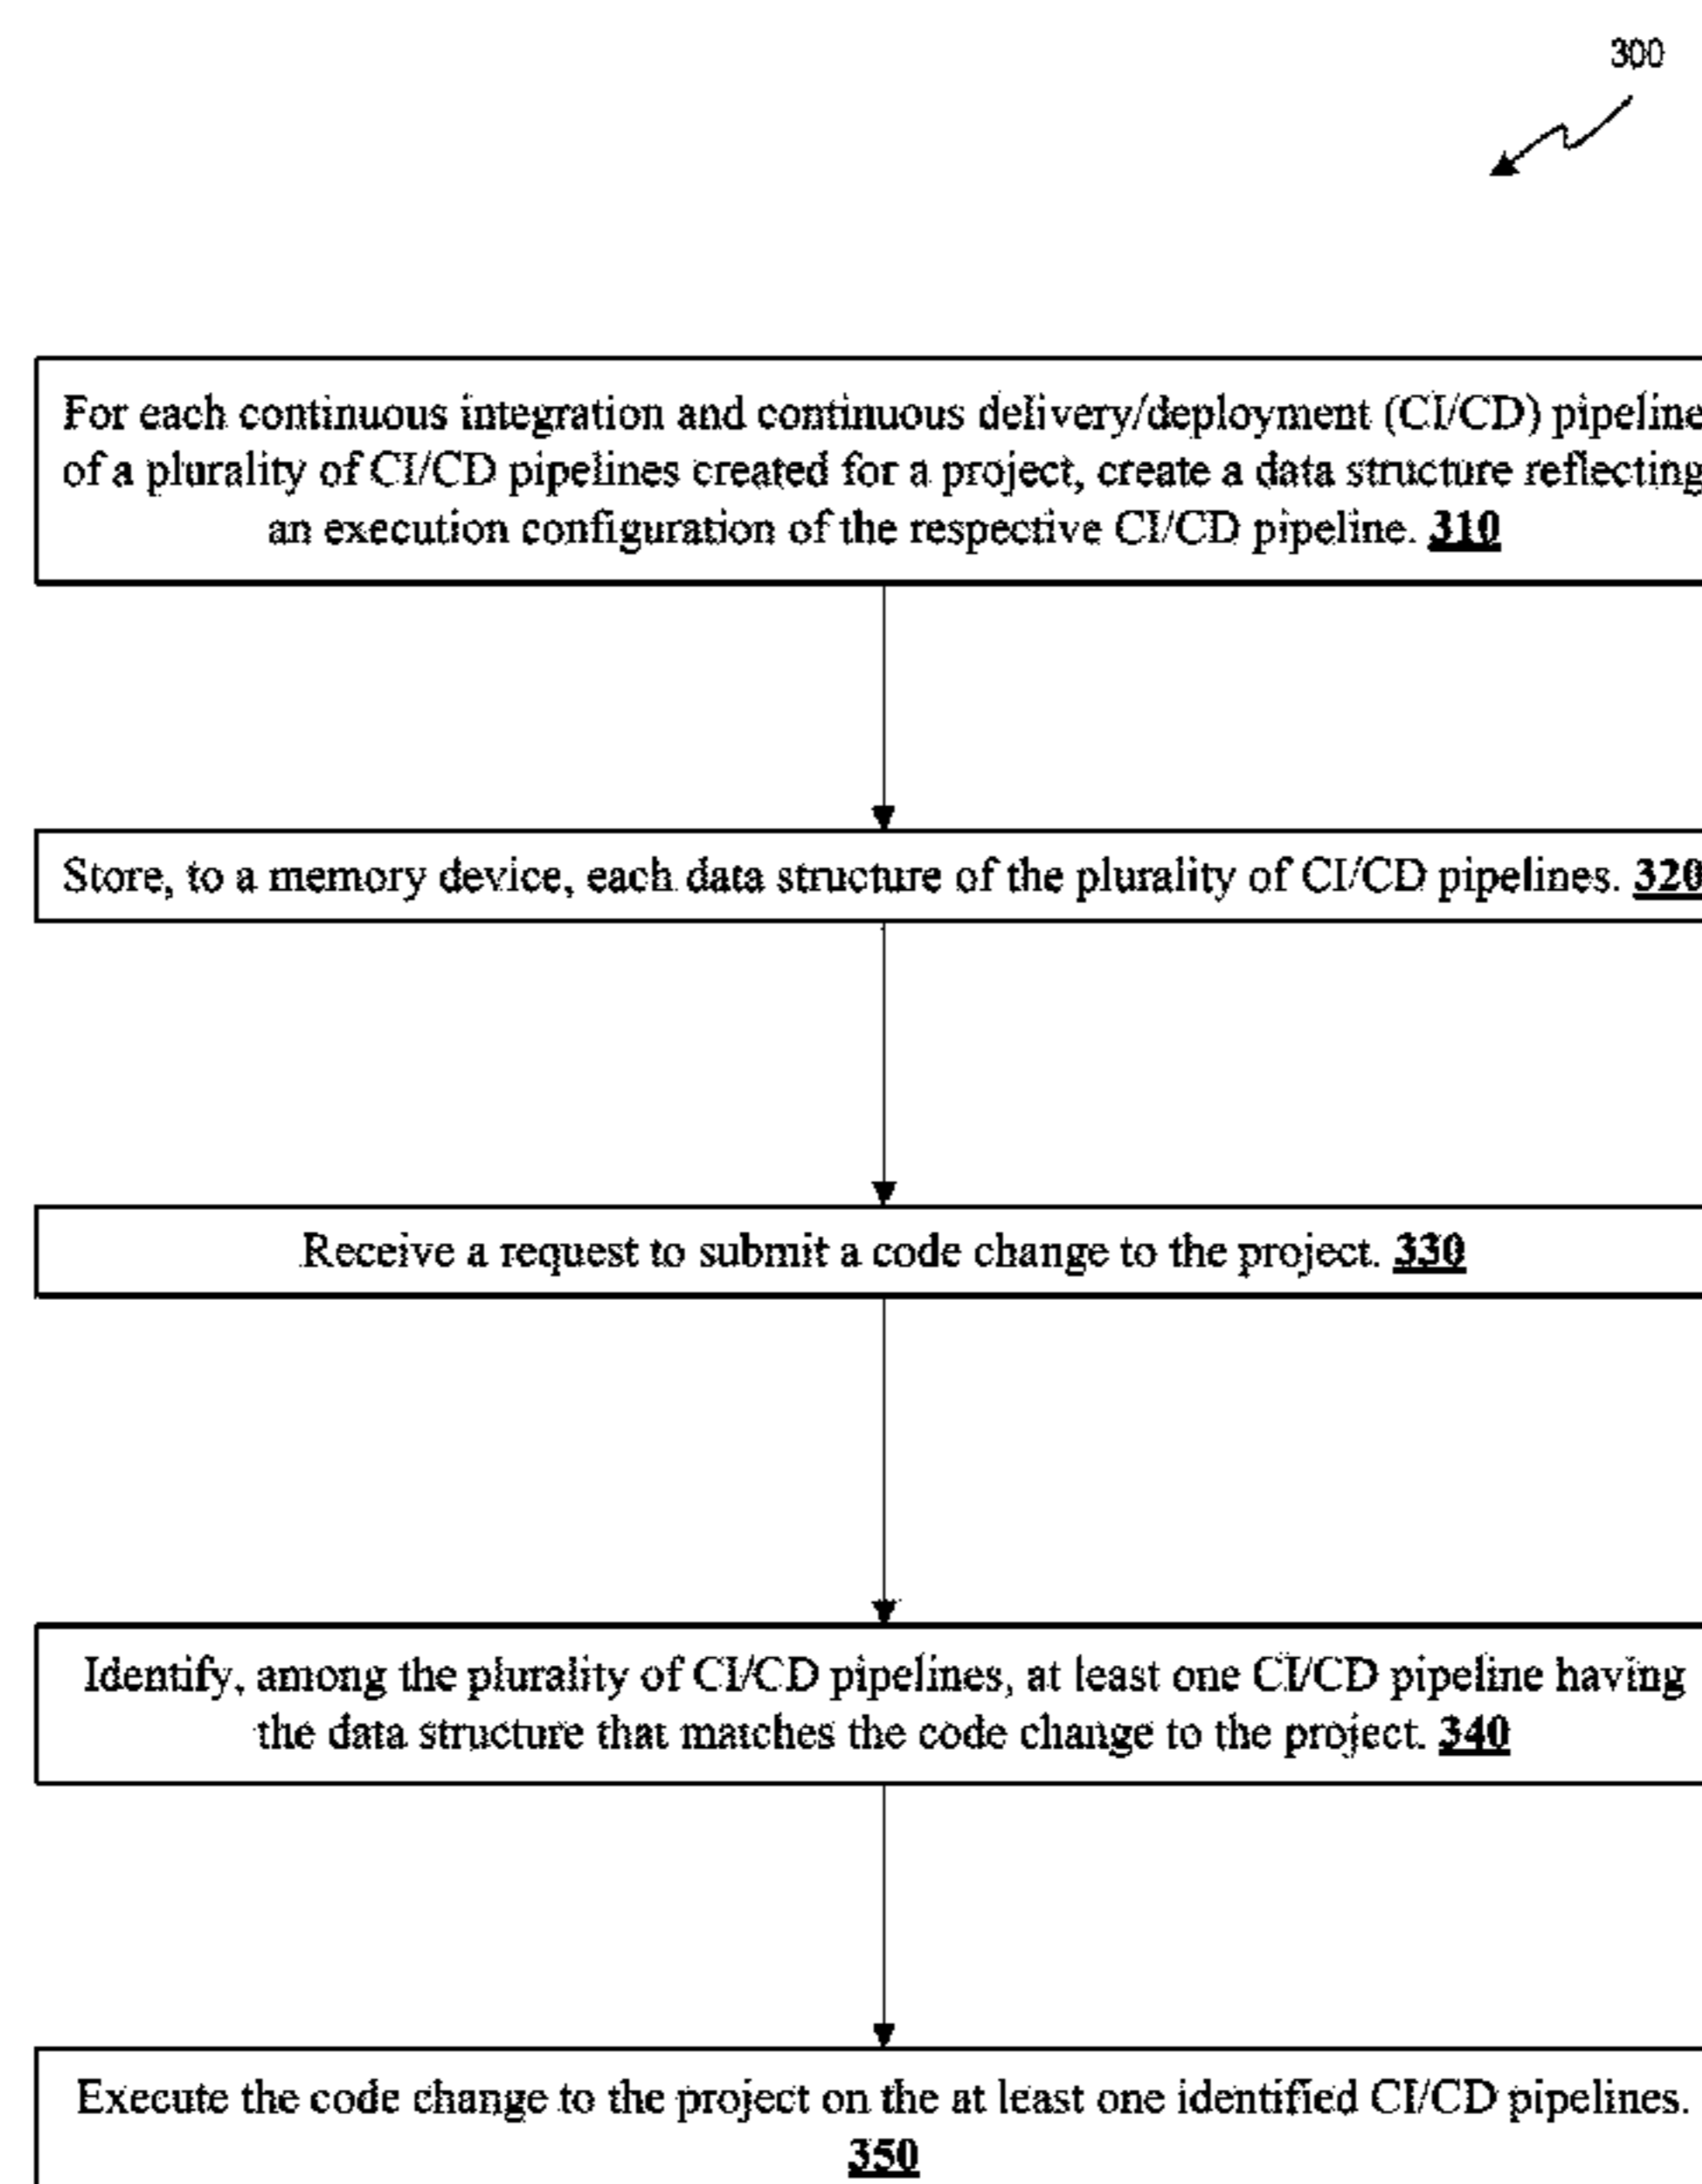 300
For each continuous integration and continuous delivery/deployment (CI/CD) pipeline
of a plurality of CI/CD pipelines created for a project, create a data structure reflecting
an execution configuration of the respective CI/CD pipeline. 310
Store, to a memory device, each data structure of the plurality of CI/CD pipelines. 320
Receive a request to submit a code change to the project. 330
Identify, among the plurality of CI/CD pipelines, at least one CI/CD pipeline having
the data structure that matches the code change to the project. 340
Execute the code change to the project on the at least one identified CI/CD pipelines.
350